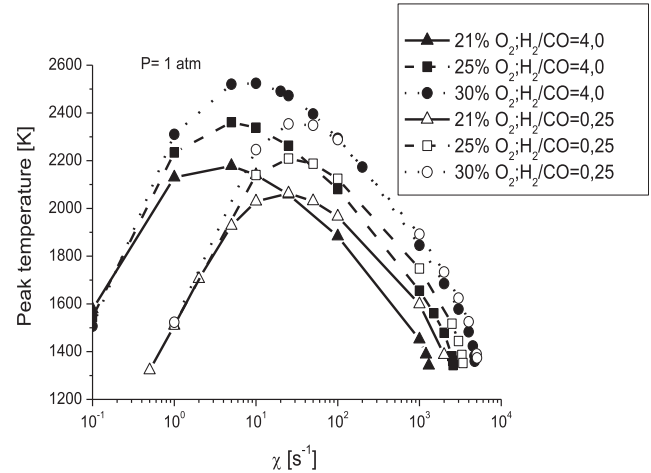 21% O₂;H₂/CO=4,0
25% O₂;H₂/CO=4,0
30% O₂;H₂/CO=4,0
21% O₂;H₂/CO=0,25
25% O₂;H₂/CO=0,25
30% O₂;H₂/CO=0,25
P= 1 atm
Peak temperature [K]
2600
2400
2200
2000
1800
1600
1400
1200
10⁻¹ 10⁰ 10¹ 10² 10³ 10⁴
χ [s⁻¹]